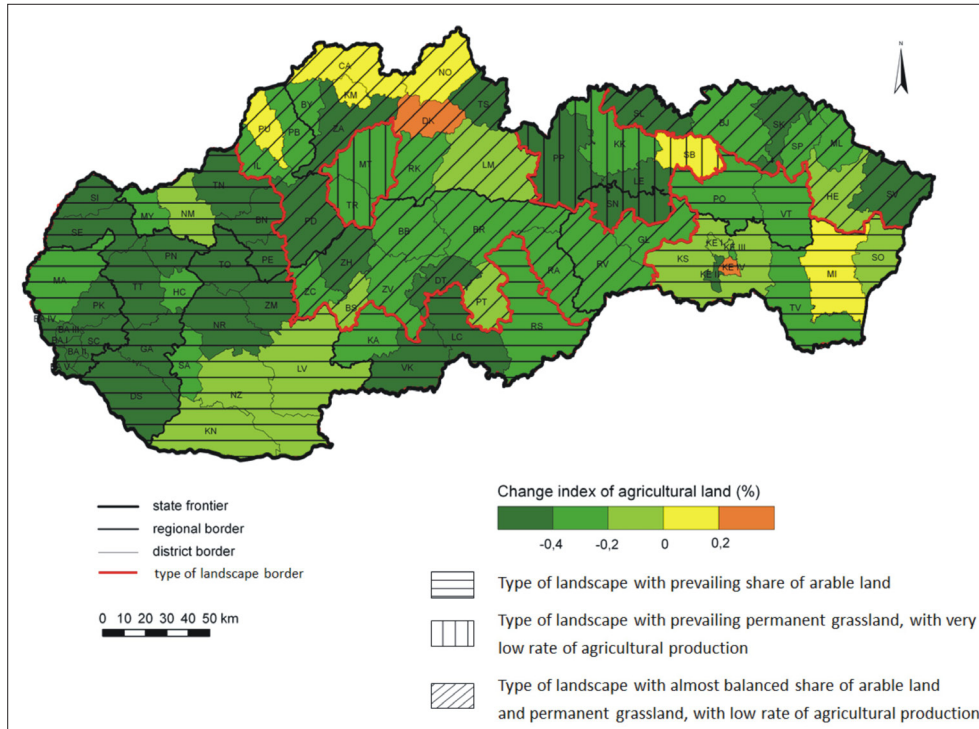 N
CA
NO
KM
TS
BY
PU
PB
ZA
DK
IL
SL
BJ
SK
ML
SP
KK
SB
PP
LE
MT
RK
LM
HE
SV
TR
SN
PO
VT
SI
TN
MY
NM
BN
PD
SE
BB
BR
GL
KE I
KE III
KS
KE II
KE IV
MI
SO
PN
TO
PE
ZH
DT
RA
RV
MA
TT
HC
ZM
ZC
BS
ZV
PT
TV
PK
BA IV
BA III
BA I
BA II
SC
NR
KA
LC
RS
GA
SA
LV
VK
DS
NZ
KN
state frontier
regional border
district border
type of landscape border
0 10 20 30 40 50 km
Change index of agricultural land (%)
-0,4 -0,2 0 0,2
Type of landscape with prevailing share of arable land
Type of landscape with prevailing permanent grassland, with very
low rate of agricultural production
Type of landscape with almost balanced share of arable land
and permanent grassland, with low rate of agricultural production